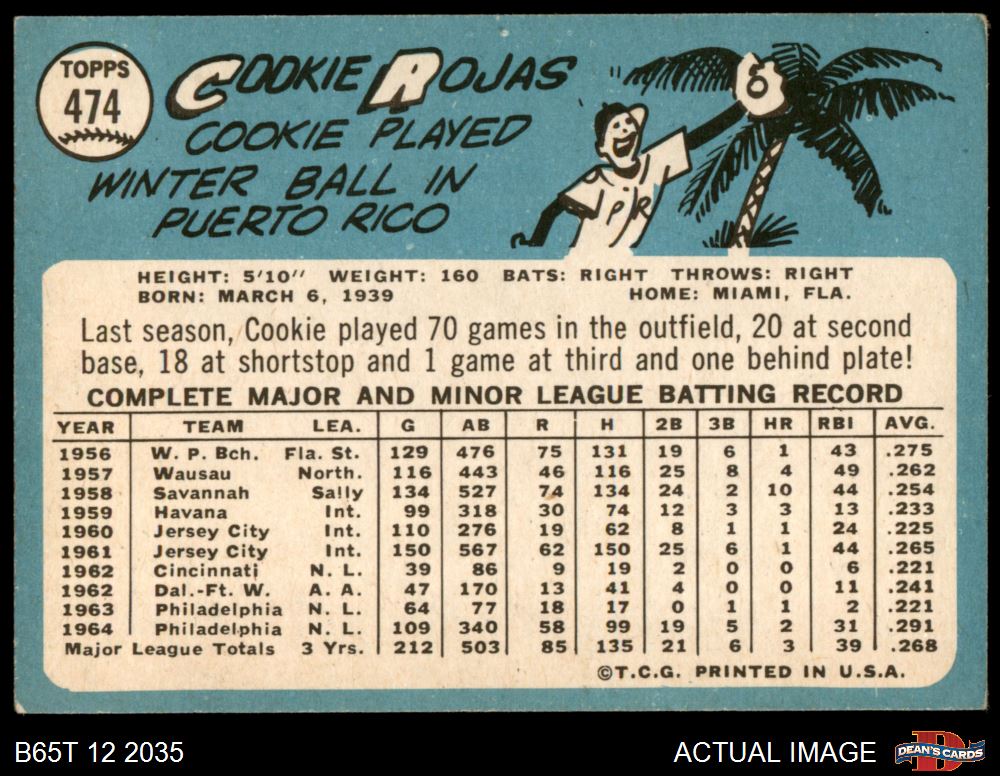 TOPPS
474
COOKIE ROJAS
COOKIE PLAYED
WINTER BALL IN
PUERTO RICO
6
PR
HEIGHT: 5'10" WEIGHT: 160 BATS: RIGHT THROWS: RIGHT
BORN: MARCH 6, 1939 HOME: MIAMI, FLA.
Last season, Cookie played 70 games in the outfield, 20 at second
base, 18 at shortstop and 1 game at third and one behind plate!
COMPLETE MAJOR AND MINOR LEAGUE BATTING RECORD
YEAR TEAM LEA. G AB R H 2B 3B HR RBI AVG.
1956 W. P. Bch. Fla. St. 129 476 75 131 19 6 1 43 .275
1957 Wausau North. 116 443 46 116 25 8 4 49 .262
1958 Savannah Sally 134 527 74 134 24 2 10 44 .254
1959 Havana Int. 99 318 30 74 12 3 3 13 .233
1960 Jersey City Int. 110 276 19 62 8 1 1 24 .225
1961 Jersey City Int. 150 567 62 150 25 6 1 44 .265
1962 Cincinnati N. L. 39 86 9 19 2 0 0 6 .221
1962 Dal.-Ft. W. A. A. 47 170 13 41 4 0 0 11 .241
1963 Philadelphia N. L. 64 77 18 17 0 1 1 2 .221
1964 Philadelphia N. L. 109 340 58 99 19 5 2 31 .291
Major League Totals 3 Yrs. 212 503 85 135 21 6 3 39 .268
©T.C.G. PRINTED IN U.S.A.
B65T 12 2035 ACTUAL IMAGE DEAN'S CARDS